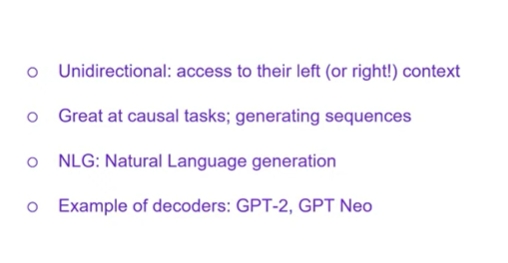 Unidirectional: access to their left (or right!) context
Great at causal tasks; generating sequences
NLG: Natural Language generation
Example of decoders: GPT-2, GPT Neo